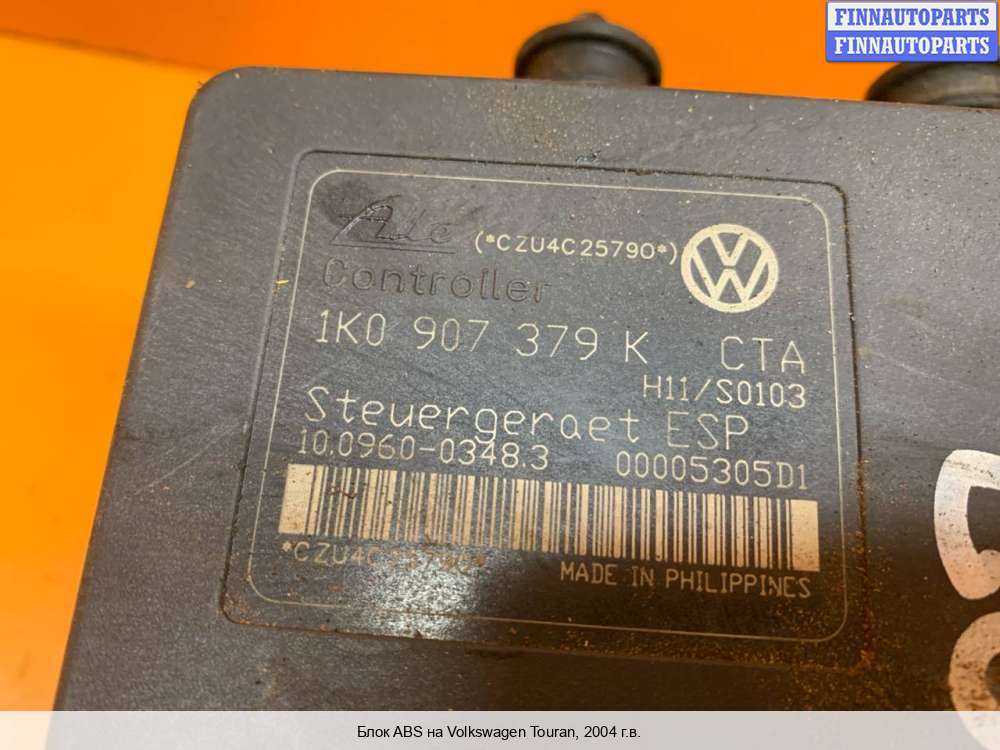 FINNAUTOPARTS
FINNAUTOPARTS
Ate (*CZU4C25790*)
Controller
1K0 907 379 K CTA
H11/S0103
Steuergeraet ESP
10.0960-0348.3 00005305D1
*CZU4C25790*
MADE IN PHILIPPINES
Блок ABS на Volkswagen Touran, 2004 г.в.